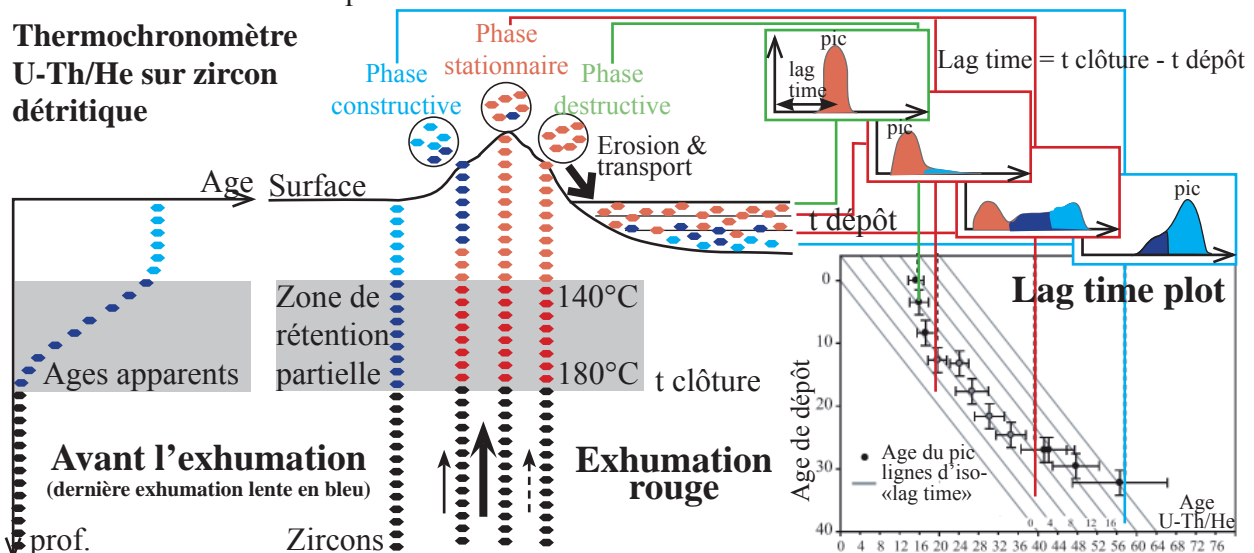 Thermochronomètre
U-Th/He sur zircon
détritique
Phase
constructive
Phase
stationnaire
Phase
destructive
Erosion &
transport
pic
lag
time
Lag time = t clôture - t dépôt
pic
pic
Age
Surface
t dépôt
Zone de
rétention
partielle
140°C
180°C
t clôture
Ages apparents
Avant l'exhumation
(dernière exhumation lente en bleu)
Exhumation
rouge
prof.
Zircons
Lag time plot
Age de dépôt
0
10
20
30
40
Age du pic
lignes d'iso-
«lag time»
Age
U-Th/He
0 4 8 12 16
0 4 8 12 16 20 24 28 32 36 40 44 48 52 56 60 64 68 72 76